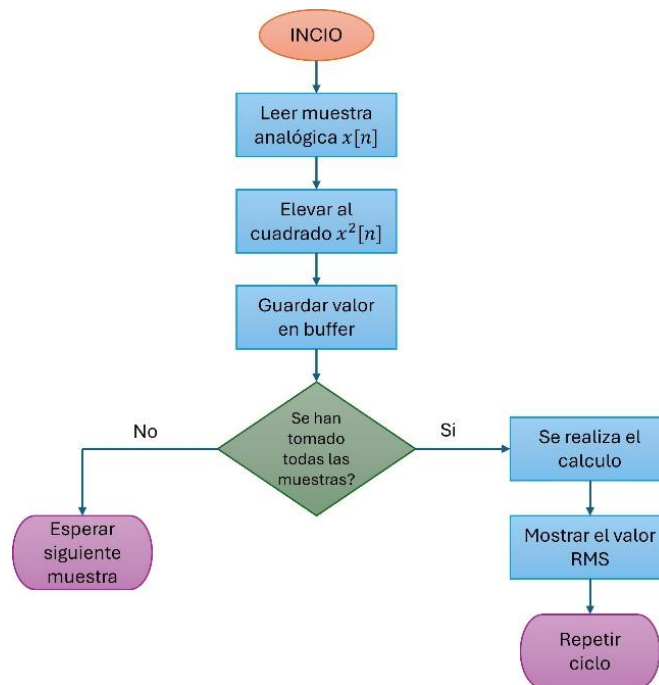 INCIO
Leer muestra
analógica x[n]
Elevar al
cuadrado x²[n]
Guardar valor
en buffer
Se han
tomado
todas las
muestras?
No
Si
Esperar
siguiente
muestra
Se realiza el
calculo
Mostrar el valor
RMS
Repetir
ciclo